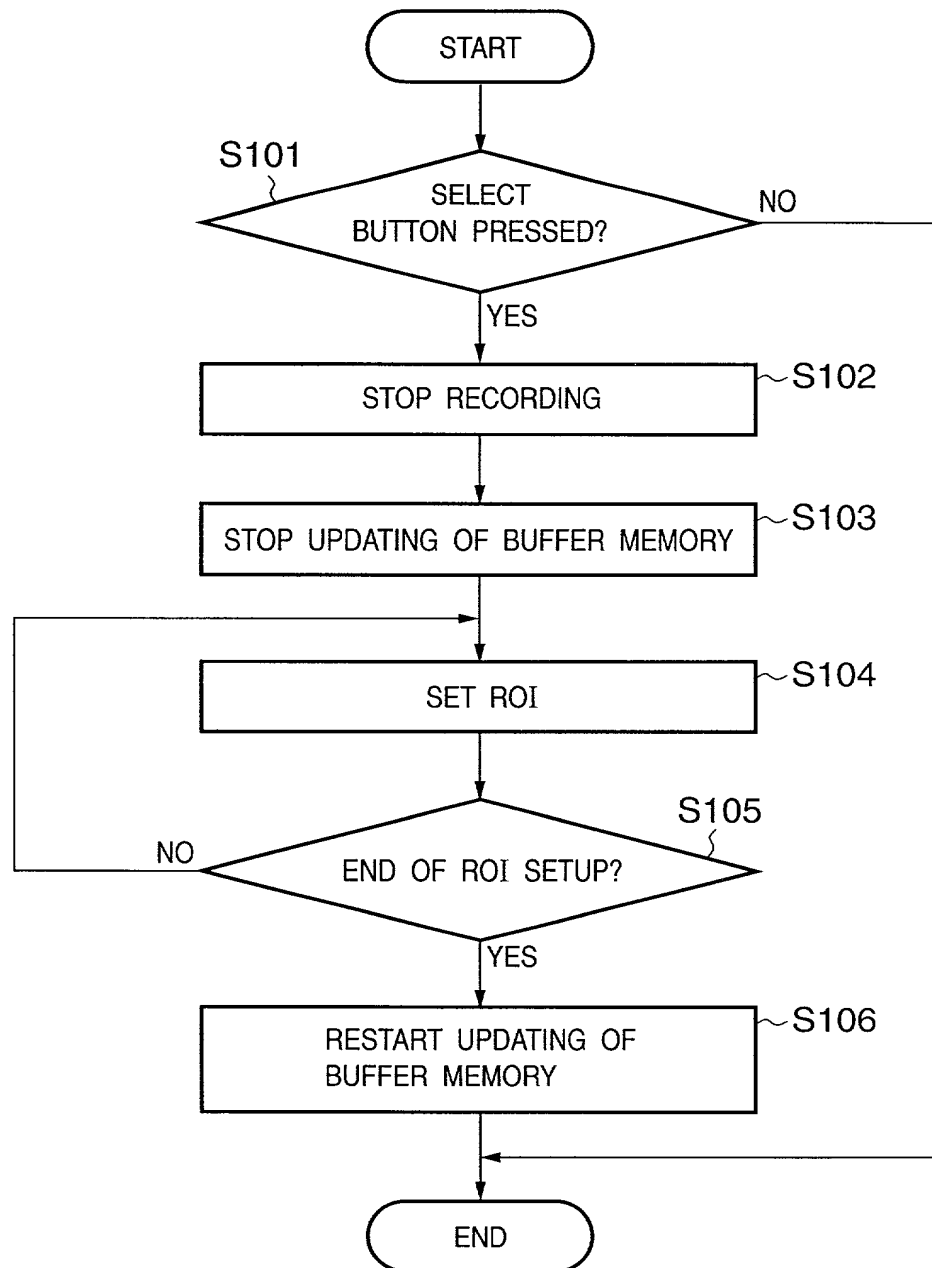 START
S101
SELECT
BUTTON PRESSED?
NO
YES
STOP RECORDING
S102
STOP UPDATING OF BUFFER MEMORY
S103
SET ROI
S104
S105
END OF ROI SETUP?
NO
YES
RESTART UPDATING OF
BUFFER MEMORY
S106
END